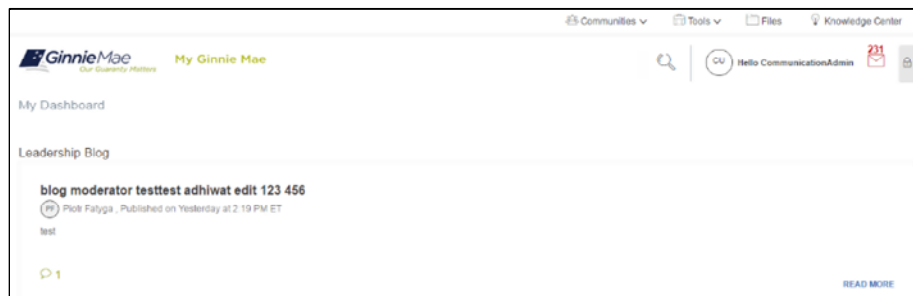 Communities Tools Files Knowledge Center
GinnieMae My Ginnie Mae
Our Guaranty Matters
CU Hello CommunicationAdmin 231
My Dashboard
Leadership Blog
blog moderator testtest adhiwat edit 123 456
PF Piotr Fatyga , Published on Yesterday at 2:19 PM ET
test
1
READ MORE